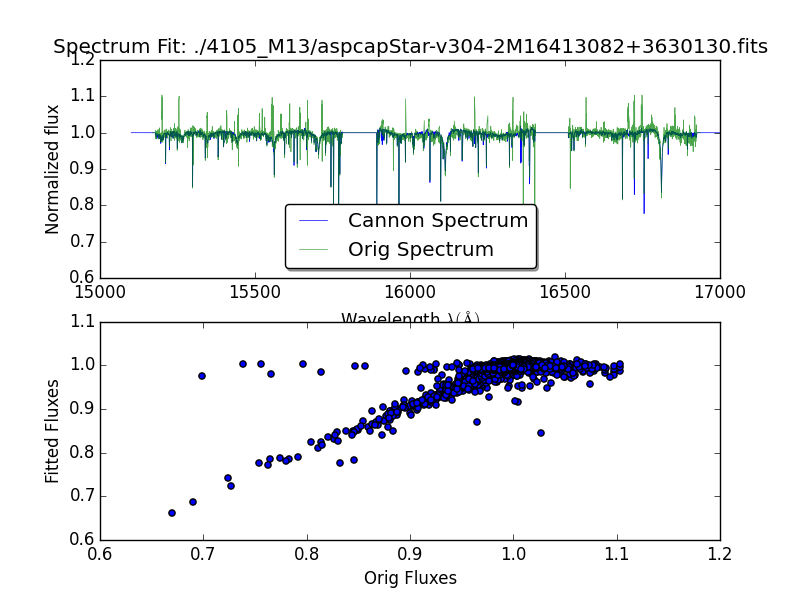 Spectrum Fit: ./4105_M13/aspcapStar-v304-2M16413082+3630130.fits
1.2
1.1
1.0
0.9
0.8
0.7
0.6
Normalized flux
Cannon Spectrum
Orig Spectrum
15000 15500 16000 16500 17000
Wavelength λ(Å)
1.1
1.0
0.9
0.8
0.7
0.6
Fitted Fluxes
0.6 0.7 0.8 0.9 1.0 1.1 1.2
Orig Fluxes